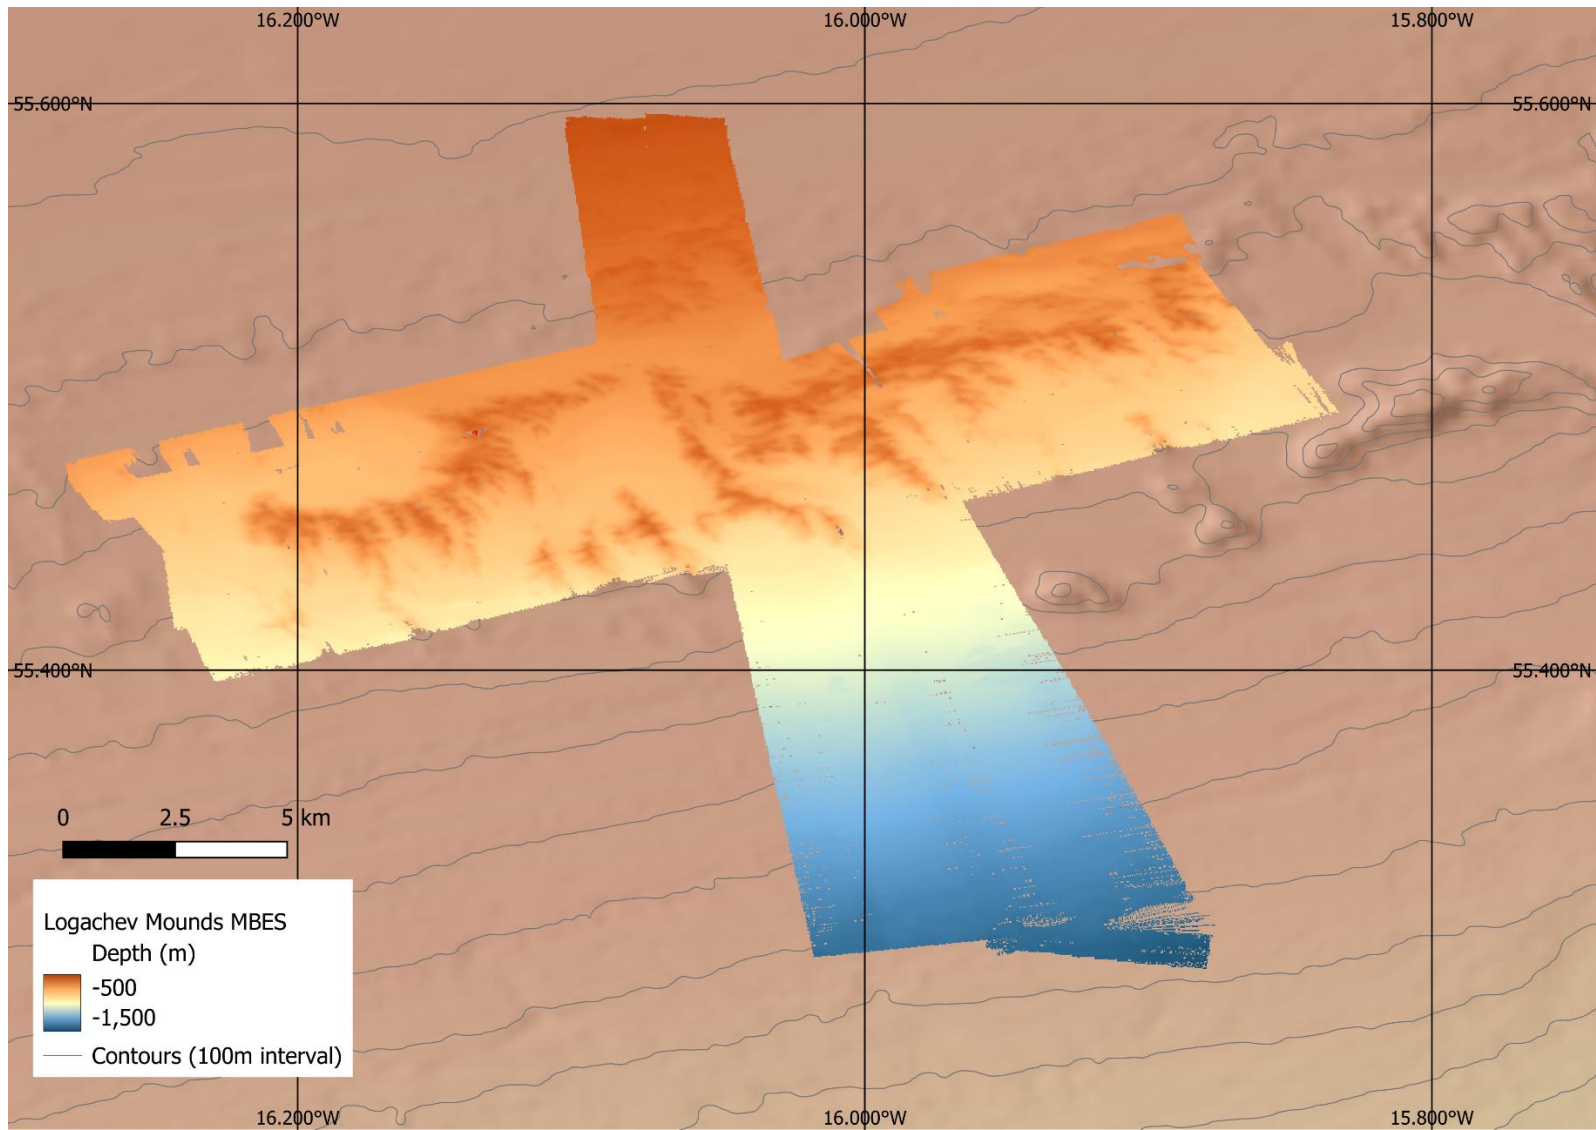 16.200°W 16.000°W 15.800°W
55.600°N 55.600°N
55.400°N 55.400°N
0 2.5 5 km
Logachev Mounds MBES
Depth (m)
-500
-1,500
Contours (100m interval)
16.200°W 16.000°W 15.800°W